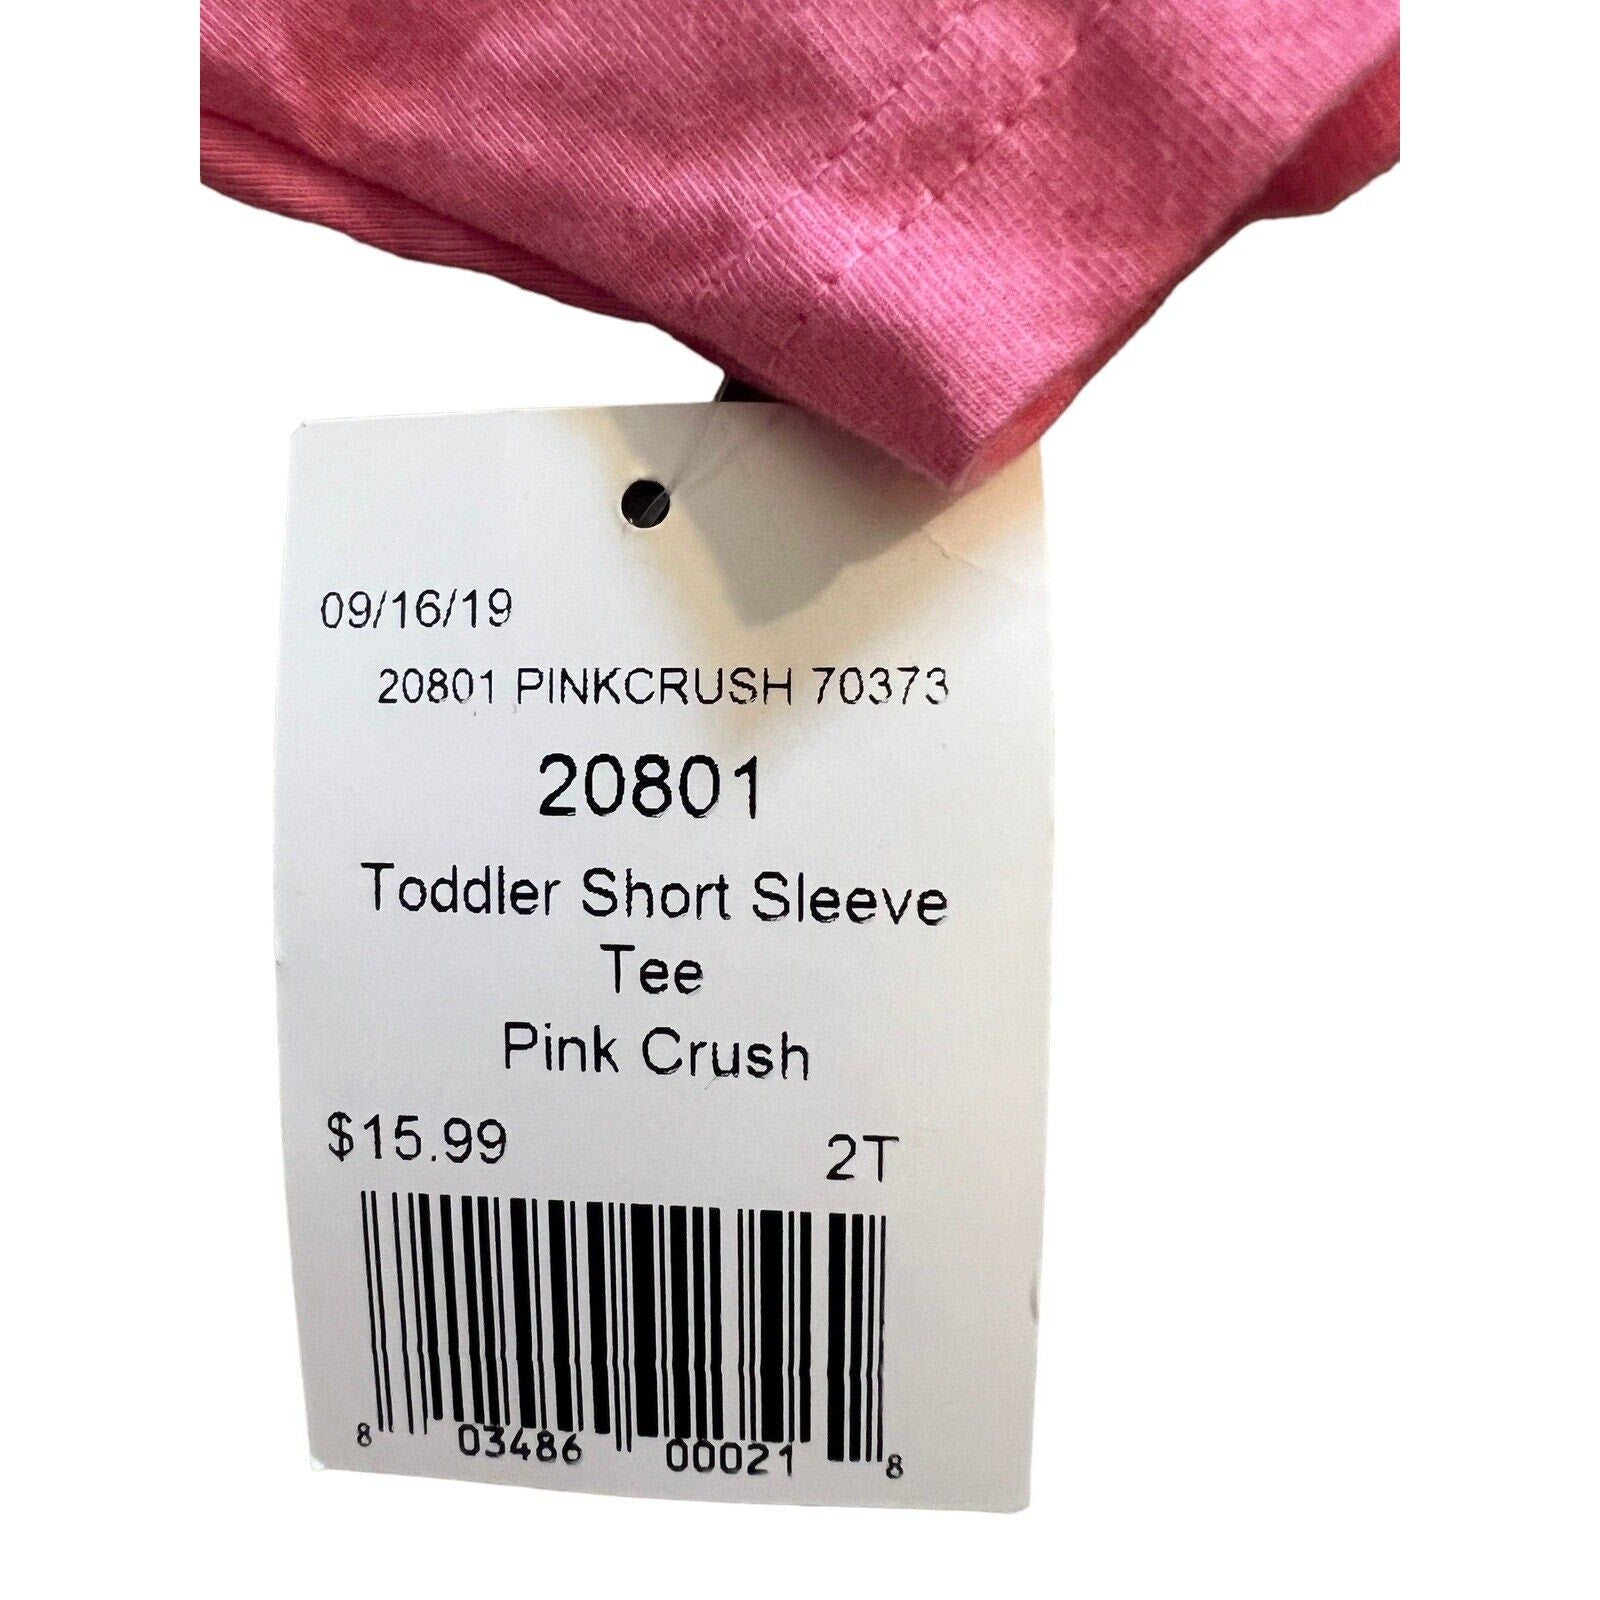 09/16/19
20801 PINKCRUSH 70373
20801
Toddler Short Sleeve
Tee
Pink Crush
$15.99 2T
8 03486 00021 8